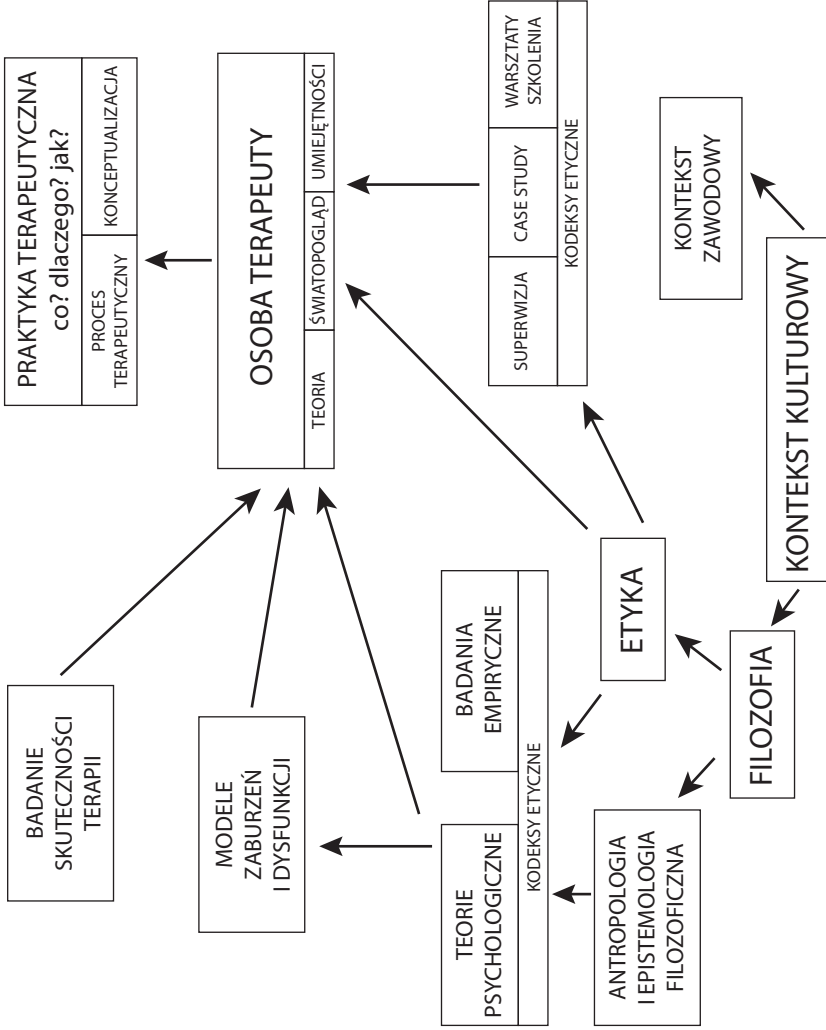 PRAKTYKA TERAPEUTYCZNA
co? dlaczego? jak?
PROCES
TERAPEUTYCZNY
KONCEPTUALIZACJA
OSOBA TERAPEUTY
TEORIA
ŚWIATOPOGLĄD
UMIEJĘTNOŚCI
BADANIE
SKUTECZNOŚCI
TERAPII
MODELE
ZABURZEŃ
I DYSFUNKCJI
TEORIE
PSYCHOLOGICZNE
BADANIA
EMPIRYCZNE
KODEKSY ETYCZNE
SUPERWIZJA
CASE STUDY
WARSZTATY
SZKOLENIA
KODEKSY ETYCZNE
ANTROPOLOGIA
I EPISTEMOLOGIA
FILOZOFICZNA
ETYKA
KONTEKST
ZAWODOWY
FILOZOFIA
KONTEKST KULTUROWY